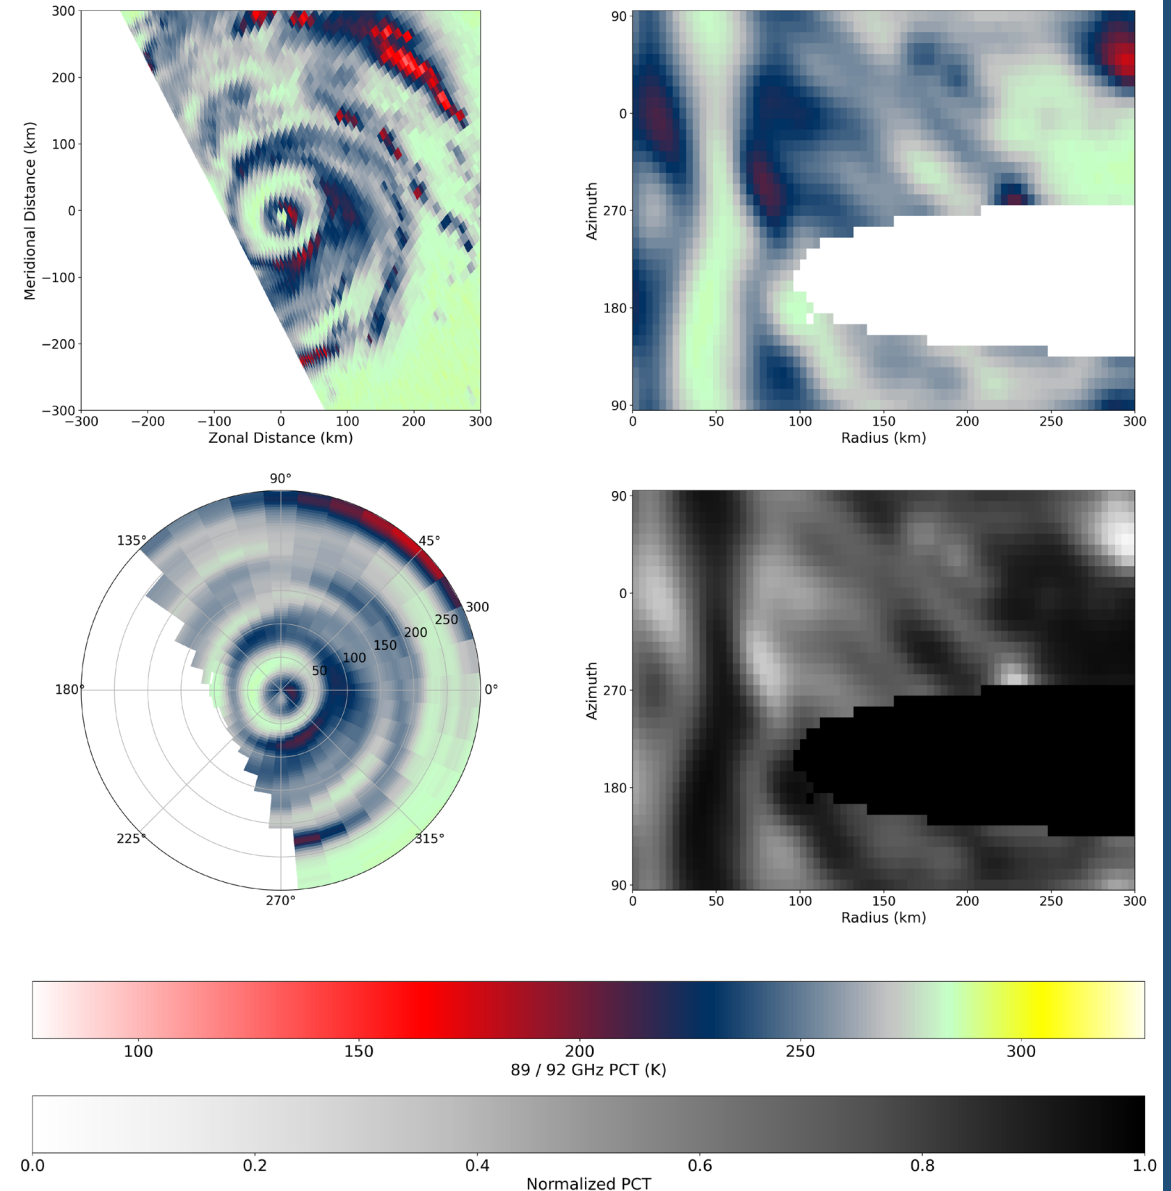 300
200
100
0
−100
−200
−300
Meridional Distance (km)
−300 −200 −100 0 100 200 300
Zonal Distance (km)
90
0
270
180
90
Azimuth
0 50 100 150 200 250 300
Radius (km)
90°
135° 45°
300
250
200
150
100
50
180° 0°
225° 315°
270°
90
0
270
180
90
Azimuth
0 50 100 150 200 250 300
Radius (km)
100 150 200 250 300
89 / 92 GHz PCT (K)
0.0 0.2 0.4 0.6 0.8 1.0
Normalized PCT